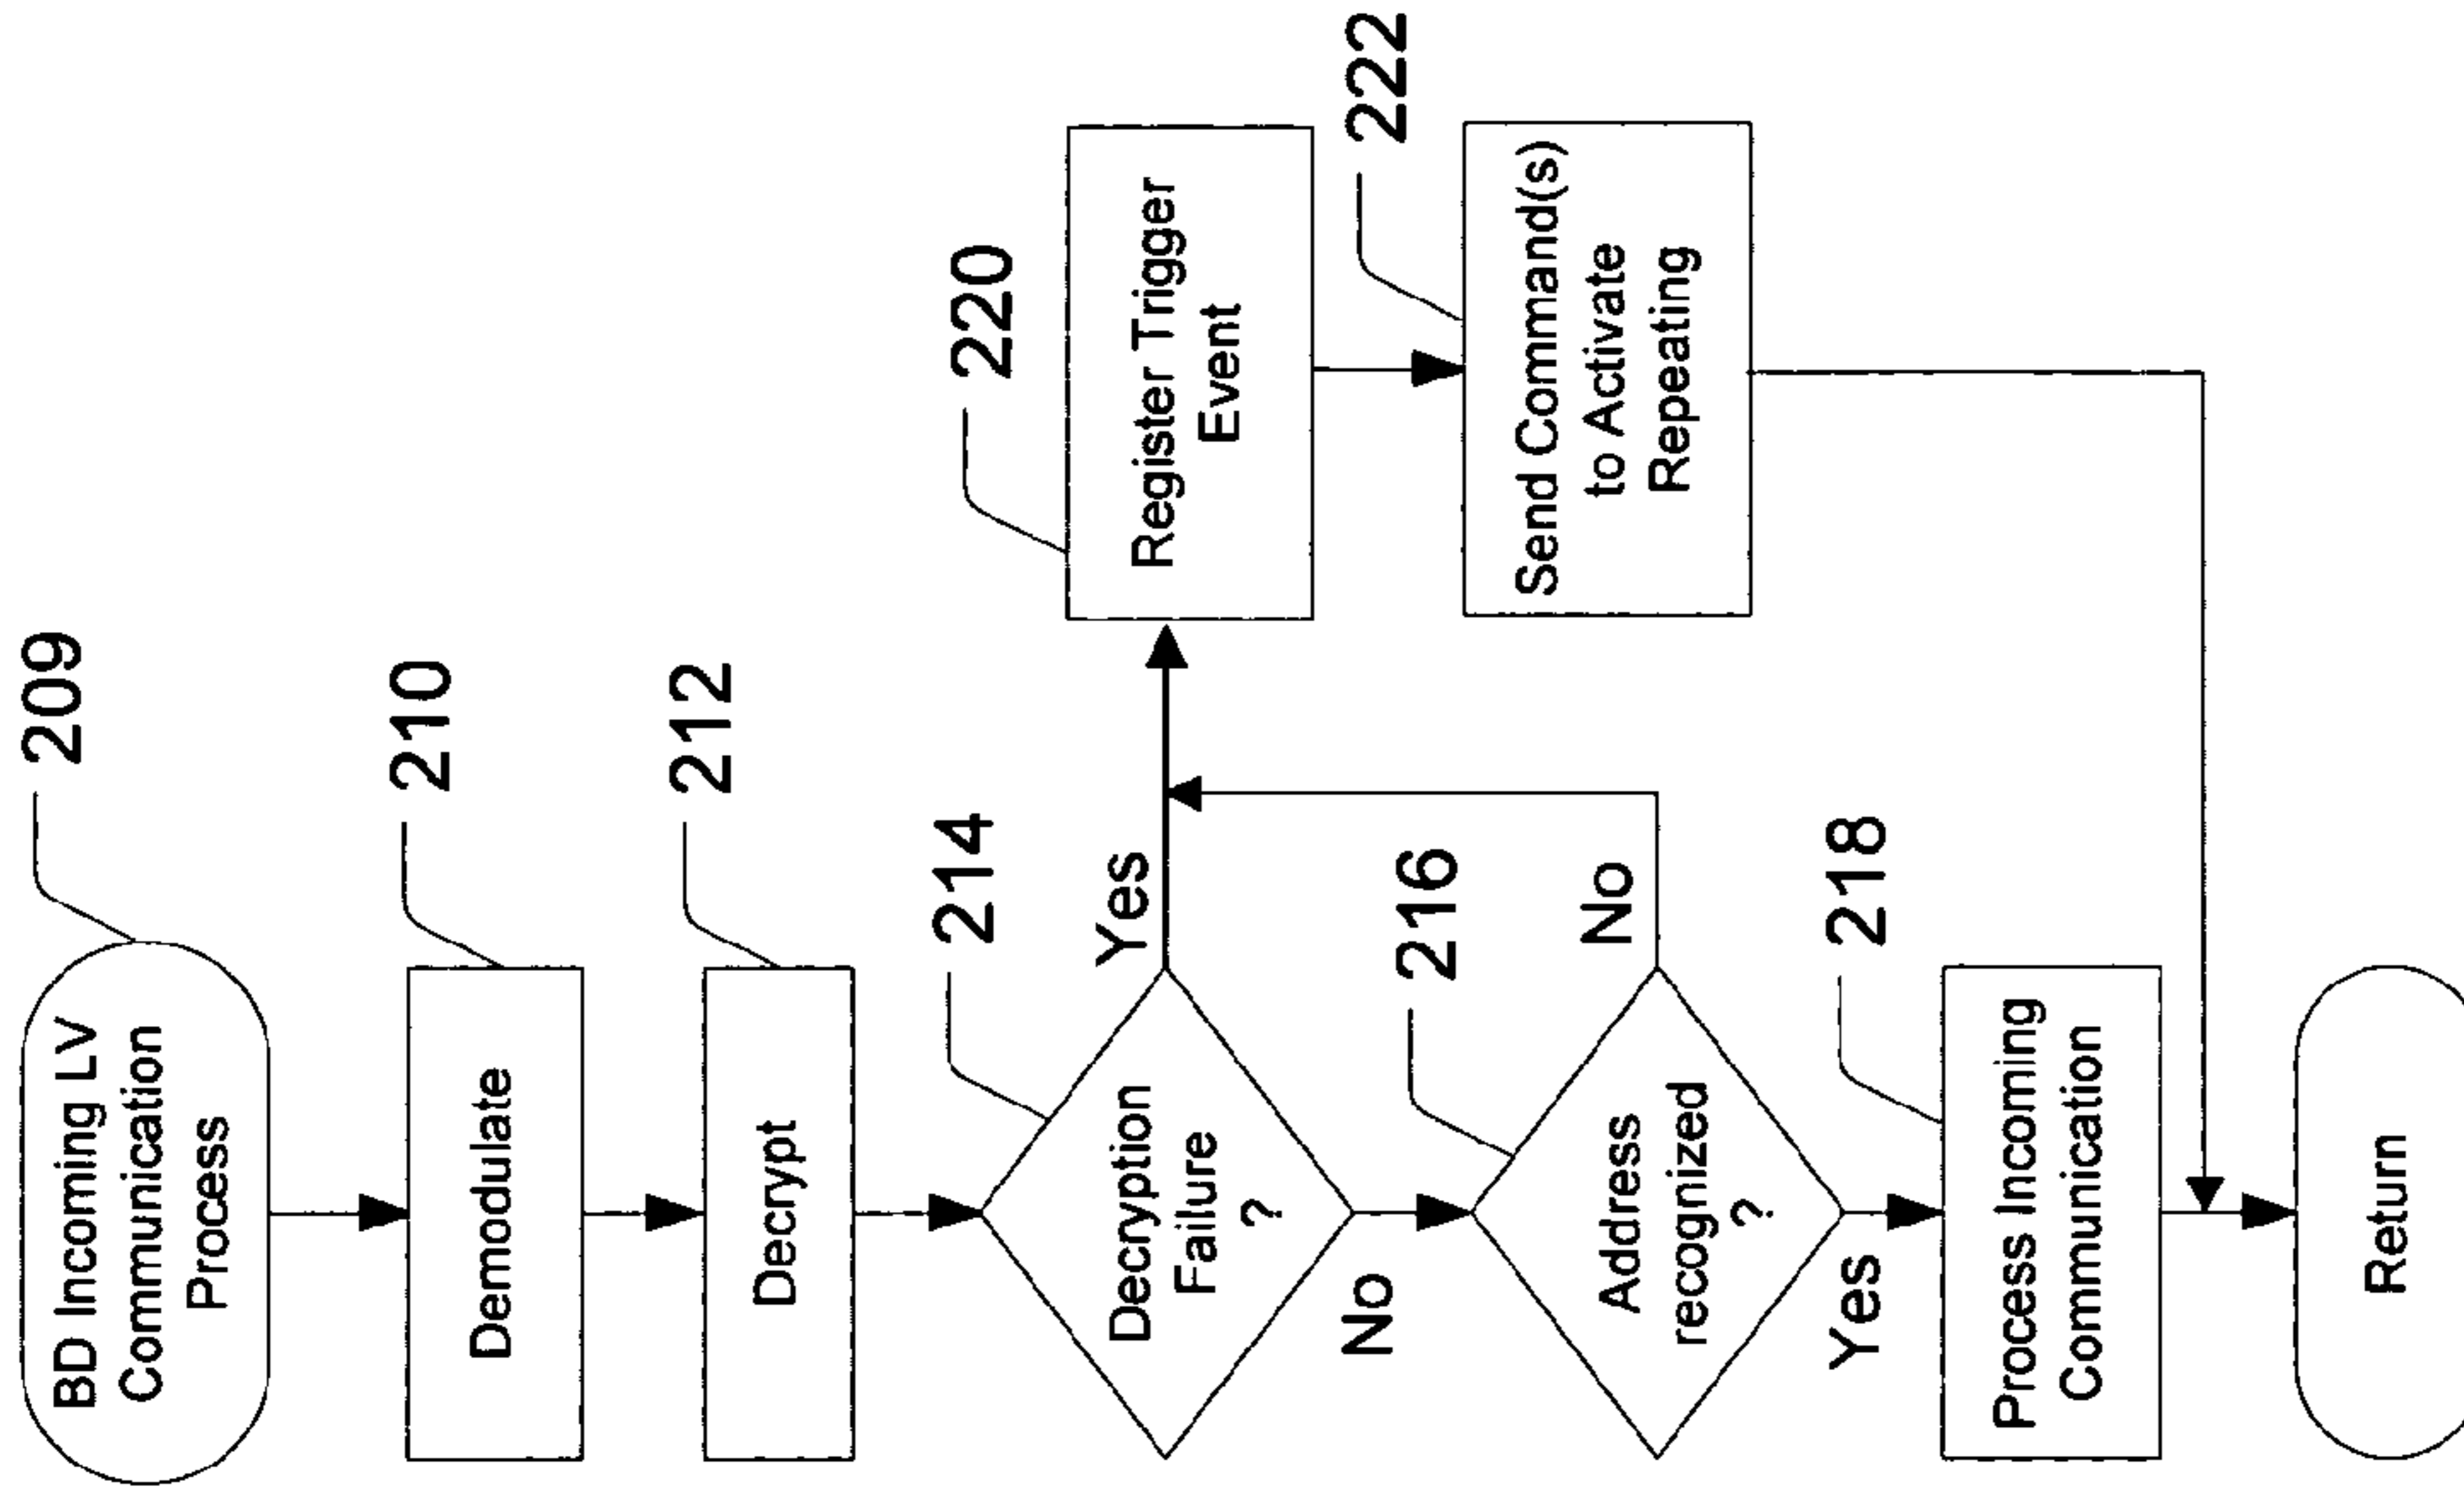 BD Incoming LV
Communication
Process
209
Demodulate
210
Decrypt
212
Decryption
Failure
?
214
Yes
No
Address
recognized
?
216
No
Yes
Process Incoming
Communication
218
Register Trigger
Event
220
Send Command(s)
to Activate
Repeating
222
Return